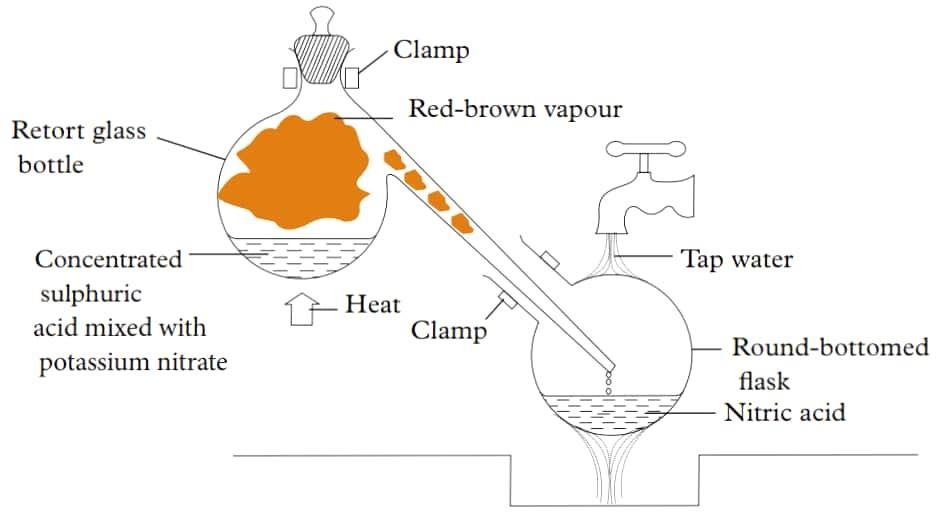 Clamp
Red-brown vapour
Retort glass
bottle
Concentrated
sulphuric
acid mixed with
potassium nitrate
Heat
Clamp
Tap water
Round-bottomed
flask
Nitric acid